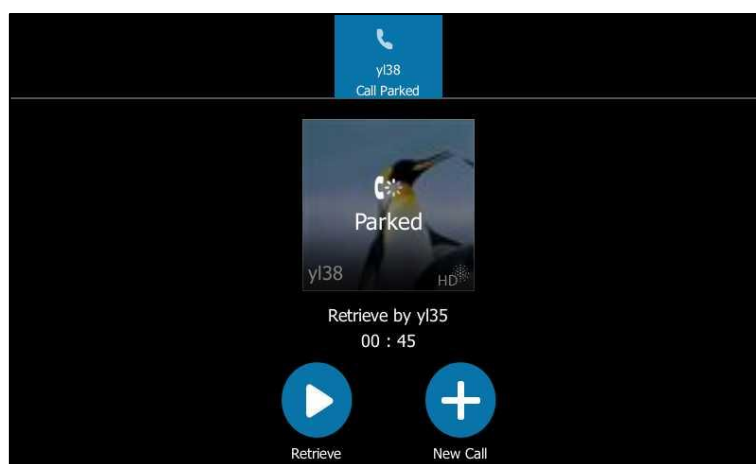 yl38
Call Parked
Parked
yl38
HD
Retrieve by yl35
00 : 45
Retrieve
New Call